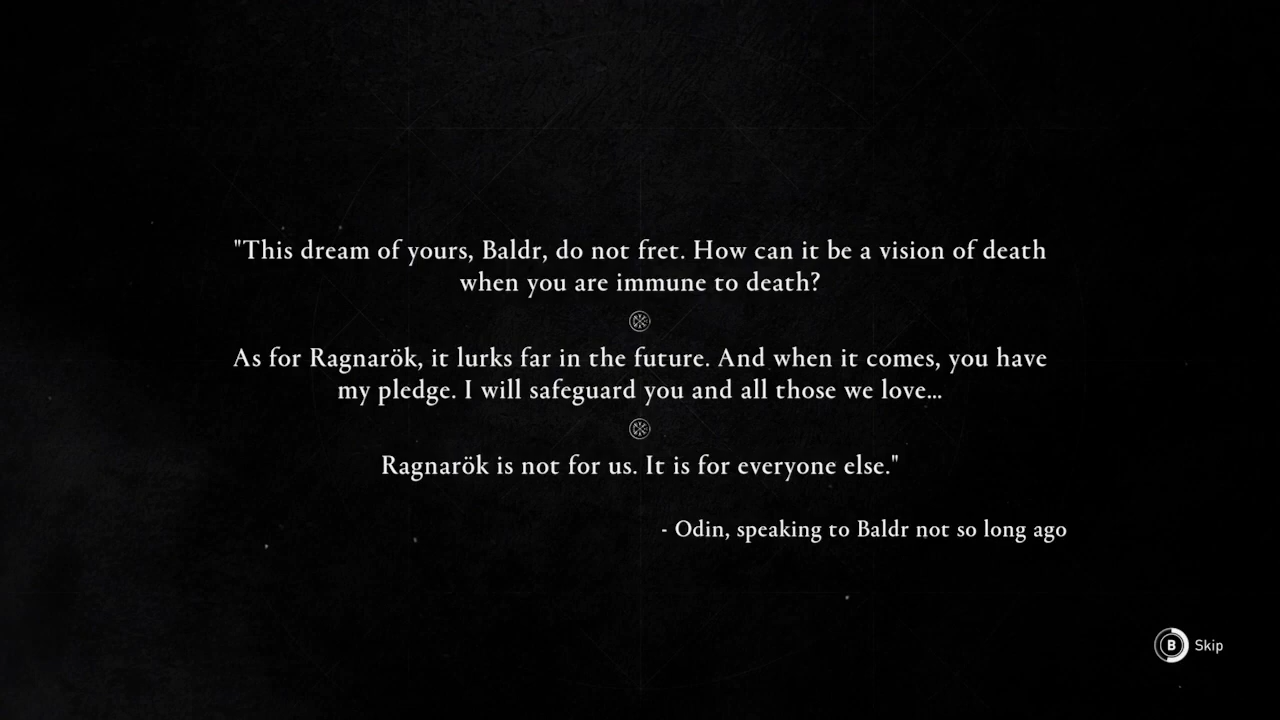 "This dream of yours, Baldr, do not fret. How can it be a vision of death
when you are immune to death?
As for Ragnarök, it lurks far in the future. And when it comes, you have
my pledge. I will safeguard you and all those we love...
Ragnarök is not for us. It is for everyone else."
- Odin, speaking to Baldr not so long ago
B Skip